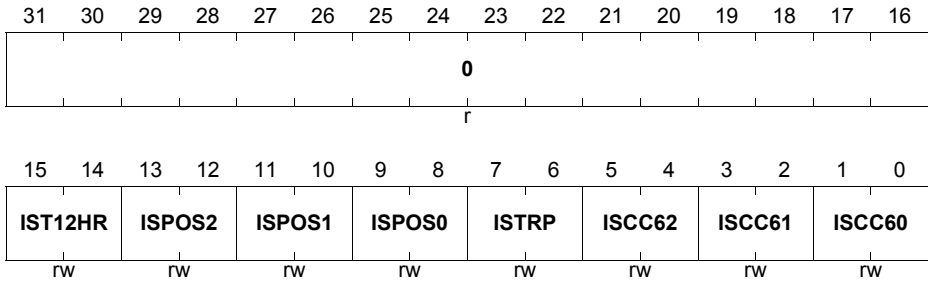 31 30 29 28 27 26 25 24 23 22 21 20 19 18 17 16
0
r
15 14 13 12 11 10 9 8 7 6 5 4 3 2 1 0
IST12HR ISPOS2 ISPOS1 ISPOS0 ISTRP ISCC62 ISCC61 ISCC60
rw rw rw rw rw rw rw rw